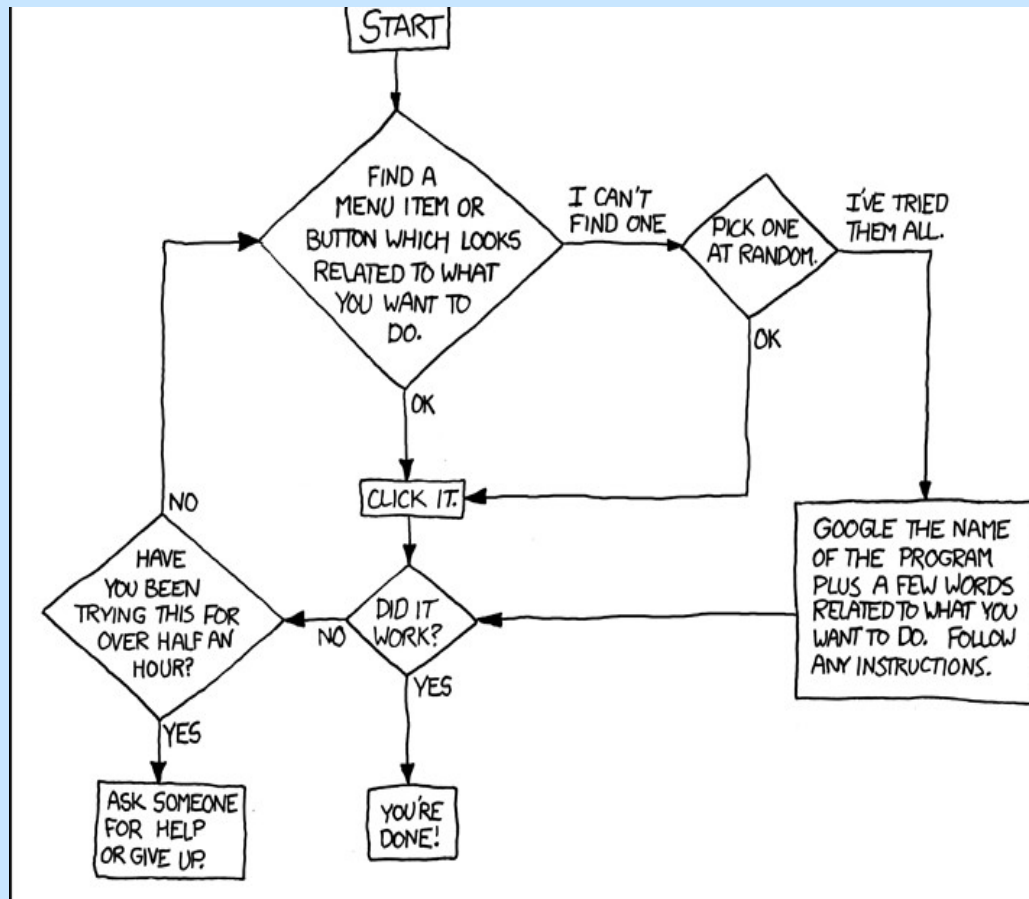 START
FIND A
MENU ITEM OR
BUTTON WHICH LOOKS
RELATED TO WHAT
YOU WANT TO
DO.
I CAN'T
FIND ONE
PICK ONE
AT RANDOM.
I'VE TRIED
THEM ALL.
OK
OK
CLICK IT.
NO
GOOGLE THE NAME
OF THE PROGRAM
PLUS A FEW WORDS
RELATED TO WHAT YOU
WANT TO DO. FOLLOW
ANY INSTRUCTIONS.
HAVE
YOU BEEN
TRYING THIS FOR
OVER HALF AN
HOUR?
NO
DID IT
WORK?
YES
YES
ASK SOMEONE
FOR HELP
OR GIVE UP.
YOU'RE
DONE!